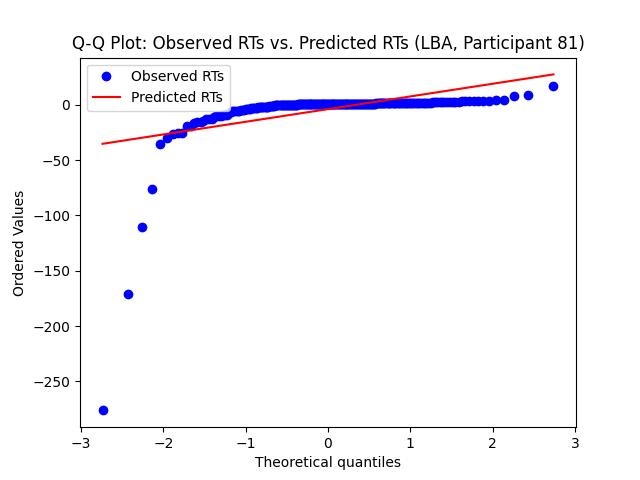 Q-Q Plot: Observed RTs vs. Predicted RTs (LBA, Participant 81)
Observed RTs
Predicted RTs
Ordered Values
0
−50
−100
−150
−200
−250
−3
−2
−1
0
1
2
3
Theoretical quantiles